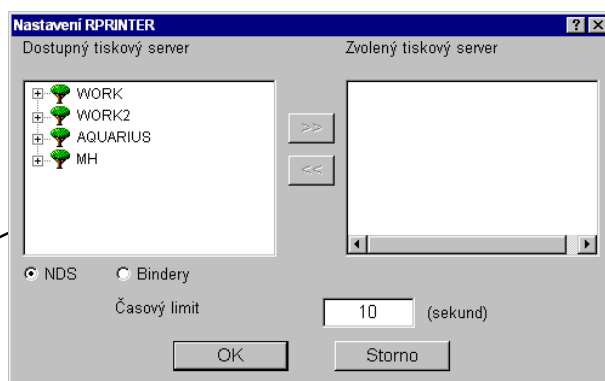 Nastavení RPRINTER
Dostupný tiskový server
Zvolený tiskový server
WORK
WORK2
AQUARIUS
MH
>>
<<
NDS
Bindery
Časový limit
10
(sekund)
OK
Storno